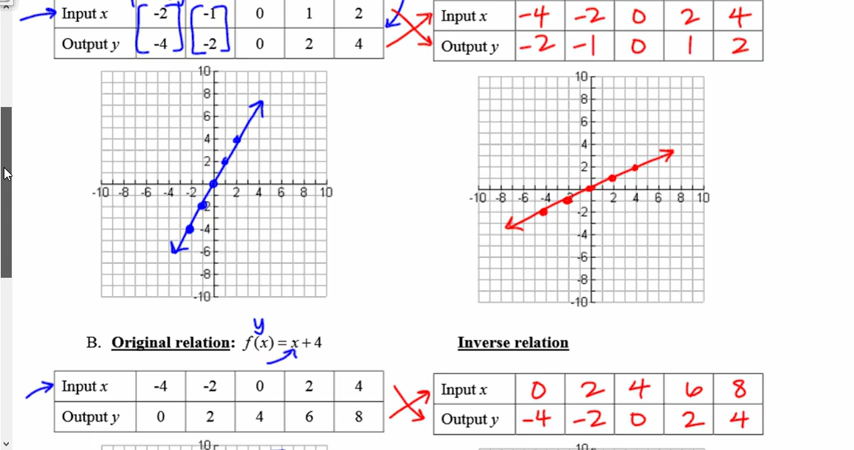 Input x -2 -1 0 1 2
Output y -4 -2 0 2 4
Input x -4 -2 0 2 4
Output y -2 -1 0 1 2
10
8
6
4
2
-10 -8 -6 -4 -2 2 4 6 8 10
-2
-4
-6
-8
-10
10
8
6
4
2
-10 -8 -6 -4 -2 2 4 6 8 10
-2
-4
-6
-8
-10
y
B. Original relation: f(x) = x + 4
Inverse relation
Input x -4 -2 0 2 4
Output y 0 2 4 6 8
Input x 0 2 4 6 8
Output y -4 -2 0 2 4
10
10